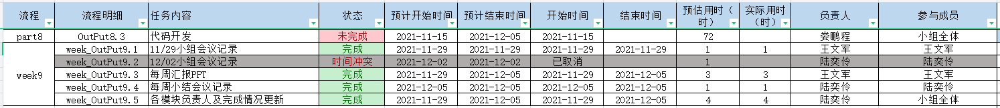 流程 流程明细 任务内容 状态 预计开始时间 预计结束时间 开始时间 结束时间 预估用时（时） 实际用时（时） 负责人 参与成员
part8 OutPut8.3 代码开发 未完成 2021-11-15 2021-12-05 2021-11-15 72 娄鹏程 小组全体
week9 week_OutPut9.1 11/29小组会议记录 完成 2021-11-29 2021-11-29 2021-11-29 2021-11-29 1 1 王文军 王文军
week_OutPut9.2 12/02小组会议记录 时间冲突 2021-12-02 2021-12-02 已取消 1 陆奕伶 陆奕伶
week_OutPut9.3 每周汇报PPT 完成 2021-11-29 2021-12-05 2021-11-29 2021-12-05 3 3 王文军 王文军
week_OutPut9.4 每周小结会议记录 完成 2021-12-05 2021-12-05 2021-12-05 2021-12-05 1 1 陆奕伶 陆奕伶
week_OutPut9.5 各模块负责人及完成情况更新 完成 2021-11-29 2021-12-05 2021-11-29 2021-12-05 4 4 陆奕伶 小组全体